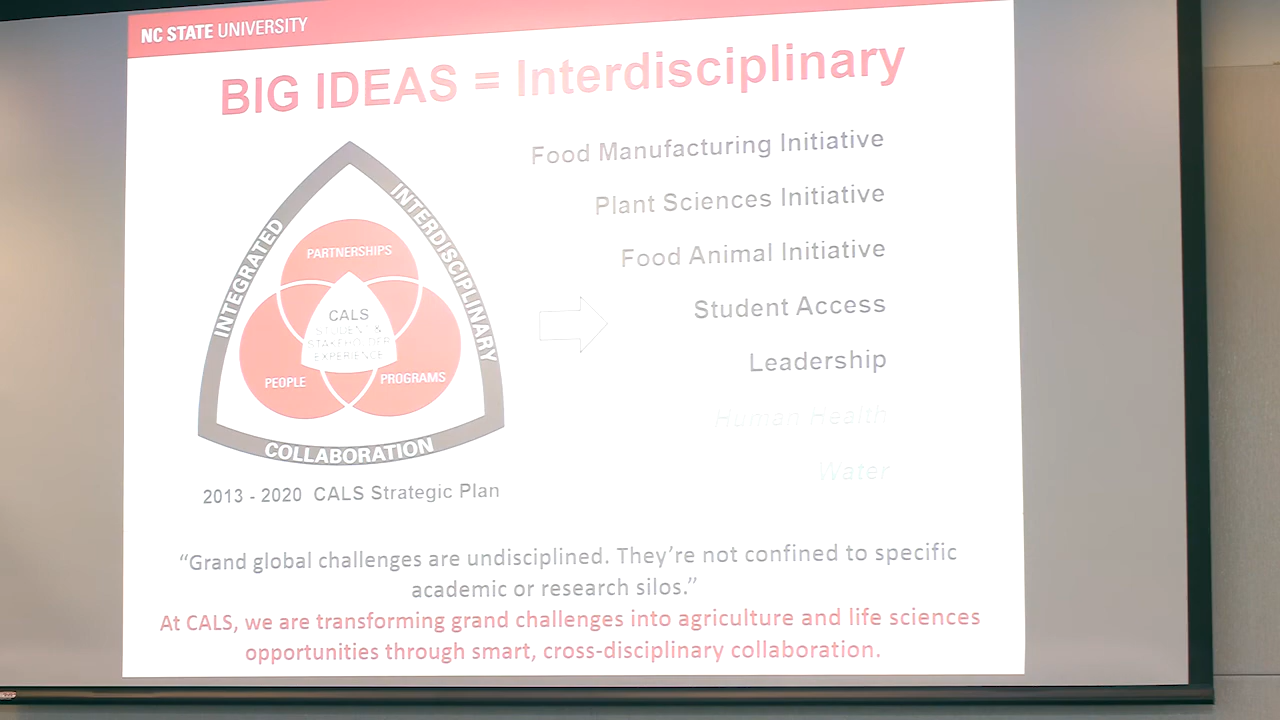 NC STATE UNIVERSITY
BIG IDEAS = Interdisciplinary
Food Manufacturing Initiative
Plant Sciences Initiative
Food Animal Initiative
Student Access
Leadership
Human Health
Water
INTEGRATED
INTERDISCIPLINARY
COLLABORATION
PARTNERSHIPS
CALS
STUDENT &
STAKEHOLDER
EXPERIENCE
PEOPLE
PROGRAMS
2013 - 2020 CALS Strategic Plan
“Grand global challenges are undisciplined. They’re not confined to specific
academic or research silos.”
At CALS, we are transforming grand challenges into agriculture and life sciences
opportunities through smart, cross-disciplinary collaboration.